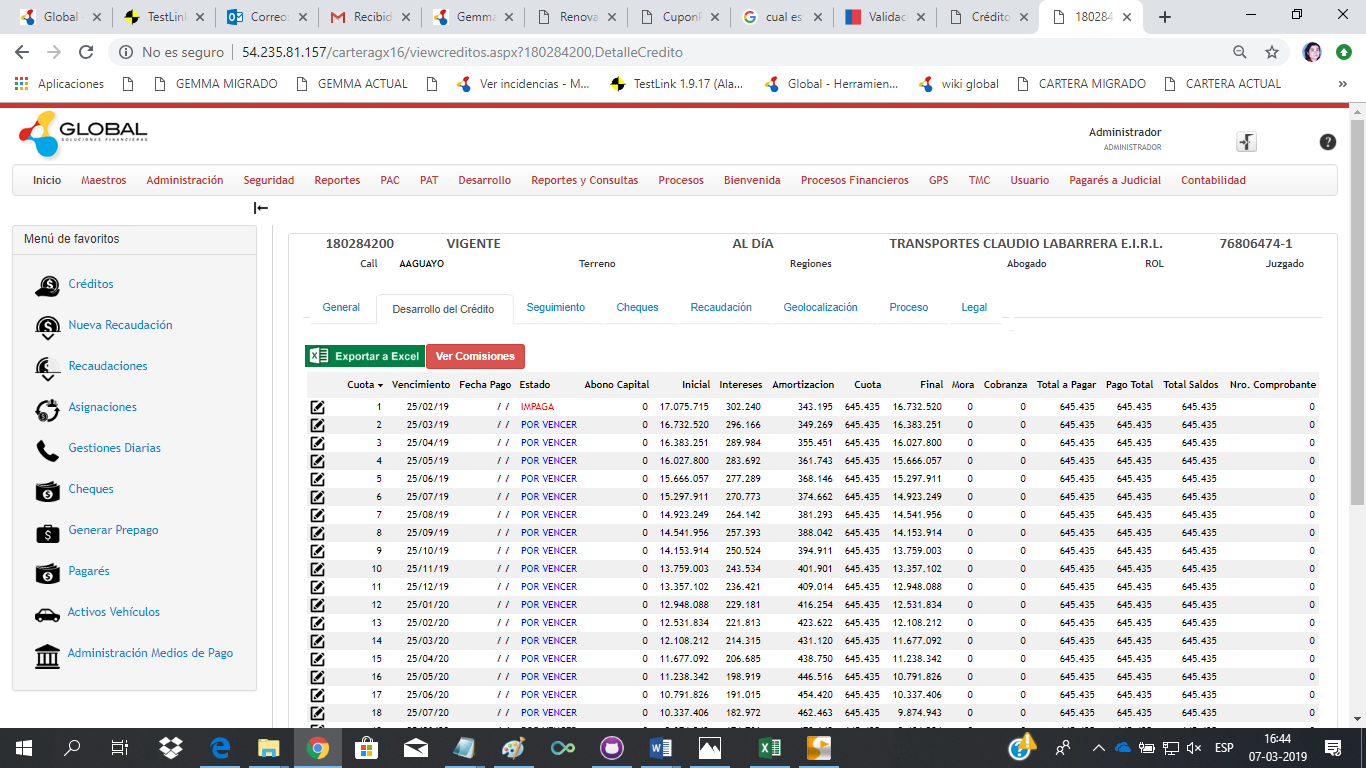 Global
TestLink
Correo
Recibid
Gemma
Renova
CuponF
cual es
Validac
Crédito
180284
No es seguro 54.235.81.157/carteragx16/viewcreditos.aspx?180284200,DetalleCredito
Aplicaciones GEMMA MIGRADO GEMMA ACTUAL Ver incidencias - M... TestLink 1.9.17 (Ala... Global - Herramien... wiki global CARTERA MIGRADO CARTERA ACTUAL »
GLOBAL
SOLUCIONES FINANCIERAS
Administrador
ADMINISTRADOR
Inicio Maestros Administración Seguridad Reportes PAC PAT Desarrollo Reportes y Consultas Procesos Bienvenida Procesos Financieros GPS TMC Usuario Pagarés a Judicial Contabilidad
Menú de favoritos
Créditos
Nueva Recaudación
Recaudaciones
Asignaciones
Gestiones Diarias
Cheques
Generar Prepago
Pagarés
Activos Vehículos
Administración Medios de Pago
180284200 VIGENTE AL DíA TRANSPORTES CLAUDIO LABARRERA E.I.R.L. 76806474-1
Call AAGUAYO Terreno Regiones Abogado ROL Juzgado
General Desarrollo del Crédito Seguimiento Cheques Recaudación Geolocalización Proceso Legal
Exportar a Excel Ver Comisiones
Cuota Vencimiento Fecha Pago Estado Abono Capital Inicial Intereses Amortizacion Cuota Final Mora Cobranza Total a Pagar Pago Total Total Saldos Nro. Comprobante
1 25/02/19 / / IMPAGA 0 17.075.715 302.240 343.195 645.435 16.732.520 0 0 645.435 645.435 645.435 0
2 25/03/19 / / POR VENCER 0 16.732.520 296.166 349.269 645.435 16.383.251 0 0 645.435 645.435 645.435 0
3 25/04/19 / / POR VENCER 0 16.383.251 289.984 355.451 645.435 16.027.800 0 0 645.435 645.435 645.435 0
4 25/05/19 / / POR VENCER 0 16.027.800 283.692 361.743 645.435 15.666.057 0 0 645.435 645.435 645.435 0
5 25/06/19 / / POR VENCER 0 15.666.057 277.289 368.146 645.435 15.297.911 0 0 645.435 645.435 645.435 0
6 25/07/19 / / POR VENCER 0 15.297.911 270.773 374.662 645.435 14.923.249 0 0 645.435 645.435 645.435 0
7 25/08/19 / / POR VENCER 0 14.923.249 264.142 381.293 645.435 14.541.956 0 0 645.435 645.435 645.435 0
8 25/09/19 / / POR VENCER 0 14.541.956 257.393 388.042 645.435 14.153.914 0 0 645.435 645.435 645.435 0
9 25/10/19 / / POR VENCER 0 14.153.914 250.524 394.911 645.435 13.759.003 0 0 645.435 645.435 645.435 0
10 25/11/19 / / POR VENCER 0 13.759.003 243.534 401.901 645.435 13.357.102 0 0 645.435 645.435 645.435 0
11 25/12/19 / / POR VENCER 0 13.357.102 236.421 409.014 645.435 12.948.088 0 0 645.435 645.435 645.435 0
12 25/01/20 / / POR VENCER 0 12.948.088 229.181 416.254 645.435 12.531.834 0 0 645.435 645.435 645.435 0
13 25/02/20 / / POR VENCER 0 12.531.834 221.813 423.622 645.435 12.108.212 0 0 645.435 645.435 645.435 0
14 25/03/20 / / POR VENCER 0 12.108.212 214.315 431.120 645.435 11.677.092 0 0 645.435 645.435 645.435 0
15 25/04/20 / / POR VENCER 0 11.677.092 206.685 438.750 645.435 11.238.342 0 0 645.435 645.435 645.435 0
16 25/05/20 / / POR VENCER 0 11.238.342 198.919 446.516 645.435 10.791.826 0 0 645.435 645.435 645.435 0
17 25/06/20 / / POR VENCER 0 10.791.826 191.015 454.420 645.435 10.337.406 0 0 645.435 645.435 645.435 0
18 25/07/20 / / POR VENCER 0 10.337.406 182.972 462.463 645.435 9.874.943 0 0 645.435 645.435 645.435 0
ESP
16:44
07-03-2019